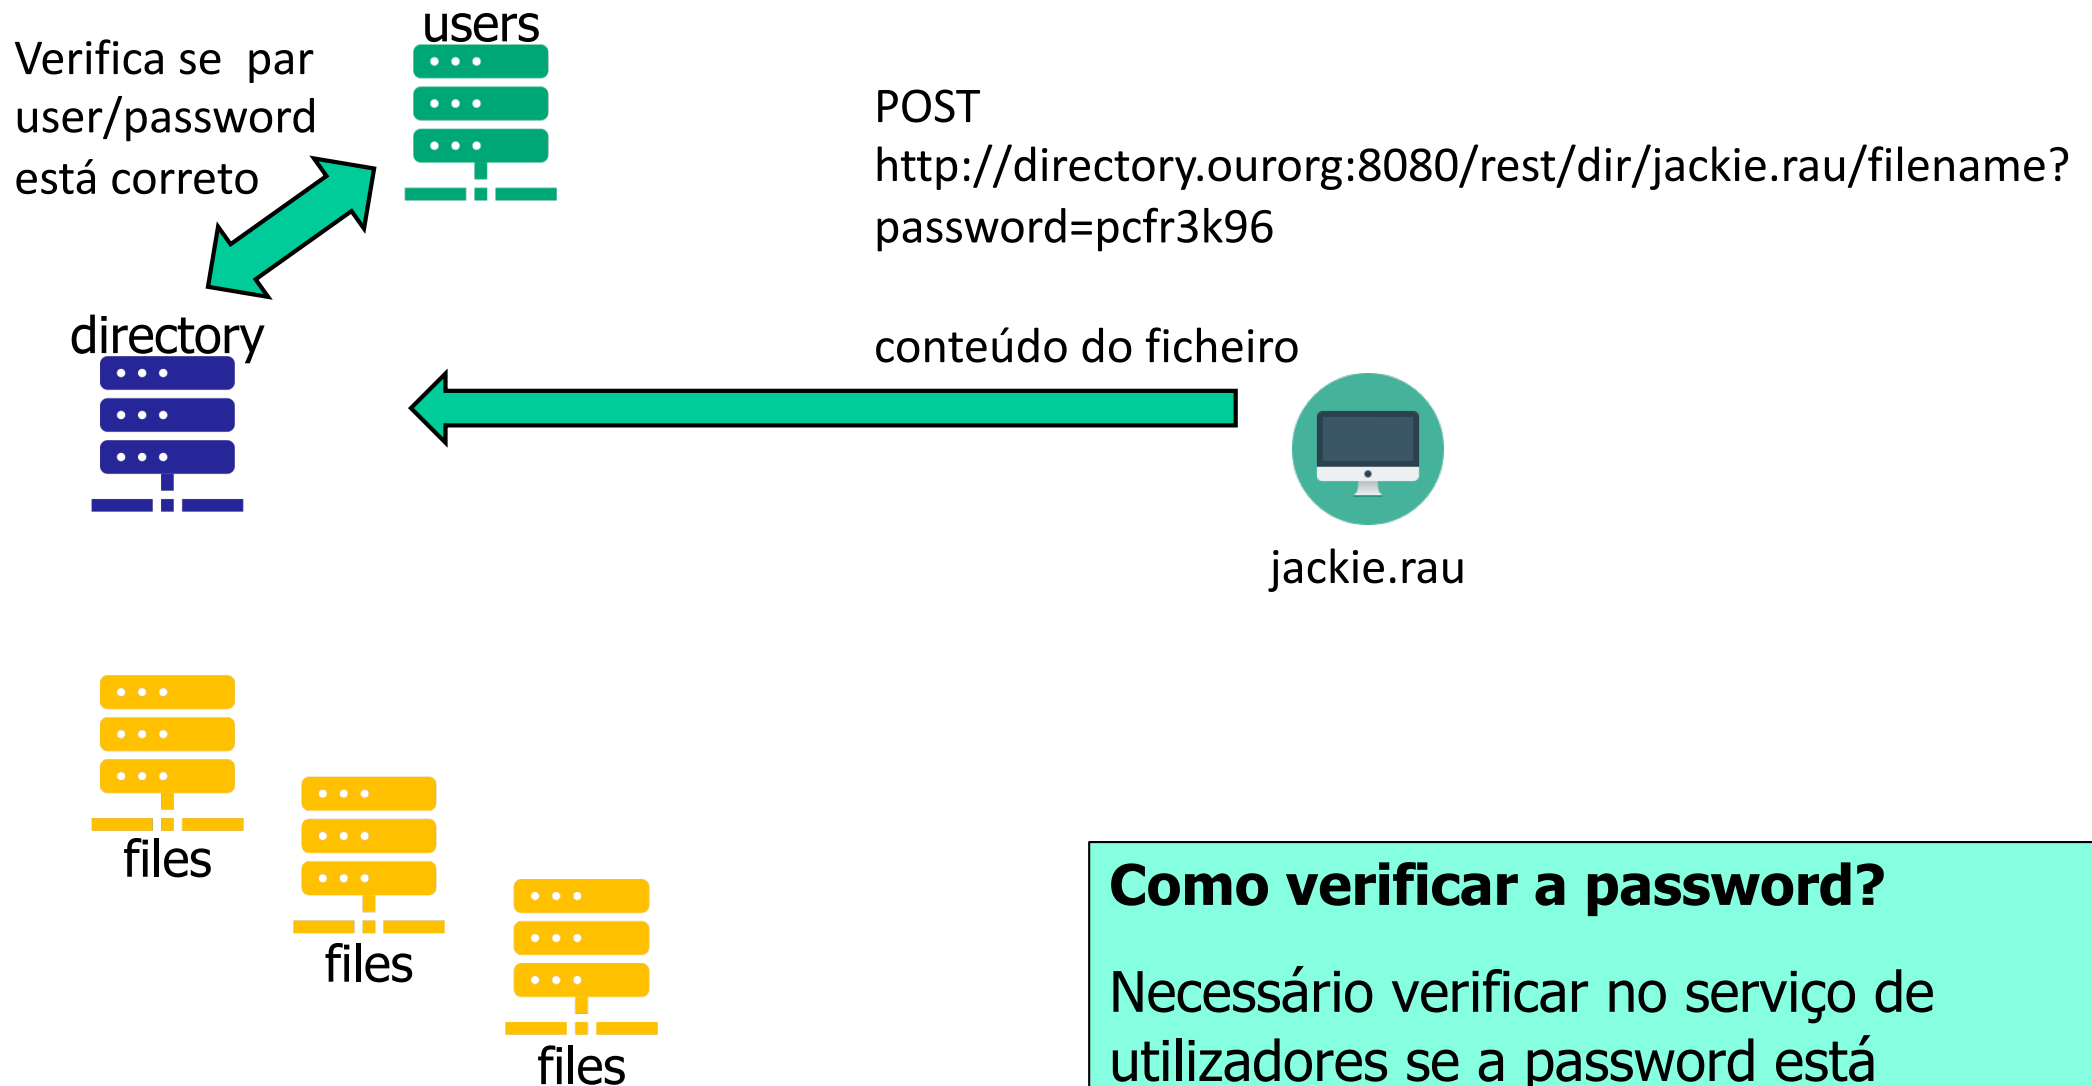 users
Verifica se par
user/password
está correto
POST
http://directory.ourorg:8080/rest/dir/jackie.rau/filename?
password=pcfr3k96
conteúdo do ficheiro
directory
jackie.rau
files
files
files
Como verificar a password?
Necessário verificar no serviço de
utilizadores se a password está